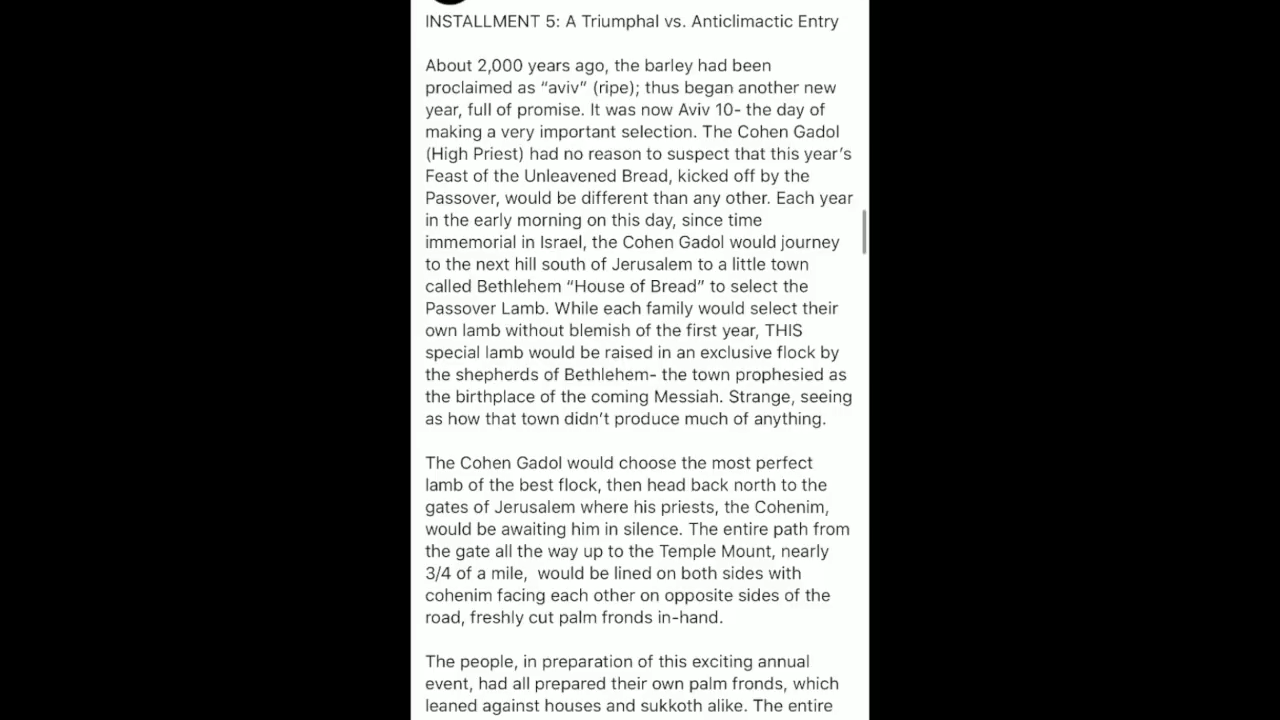 INSTALLMENT 5: A Triumphal vs. Anticlimactic Entry
About 2,000 years ago, the barley had been
proclaimed as “aviv” (ripe); thus began another new
year, full of promise. It was now Aviv 10- the day of
making a very important selection. The Cohen Gadol
(High Priest) had no reason to suspect that this year’s
Feast of the Unleavened Bread, kicked off by the
Passover, would be different than any other. Each year
in the early morning on this day, since time
immemorial in Israel, the Cohen Gadol would journey
to the next hill south of Jerusalem to a little town
called Bethlehem “House of Bread” to select the
Passover Lamb. While each family would select their
own lamb without blemish of the first year, THIS
special lamb would be raised in an exclusive flock by
the shepherds of Bethlehem- the town prophesied as
the birthplace of the coming Messiah. Strange, seeing
as how that town didn’t produce much of anything.
The Cohen Gadol would choose the most perfect
lamb of the best flock, then head back north to the
gates of Jerusalem where his priests, the Cohenim,
would be awaiting him in silence. The entire path from
the gate all the way up to the Temple Mount, nearly
3/4 of a mile,  would be lined on both sides with
cohenim facing each other on opposite sides of the
road, freshly cut palm fronds in-hand.
The people, in preparation of this exciting annual
event, had all prepared their own palm fronds, which
leaned against houses and sukkoth alike. The entire